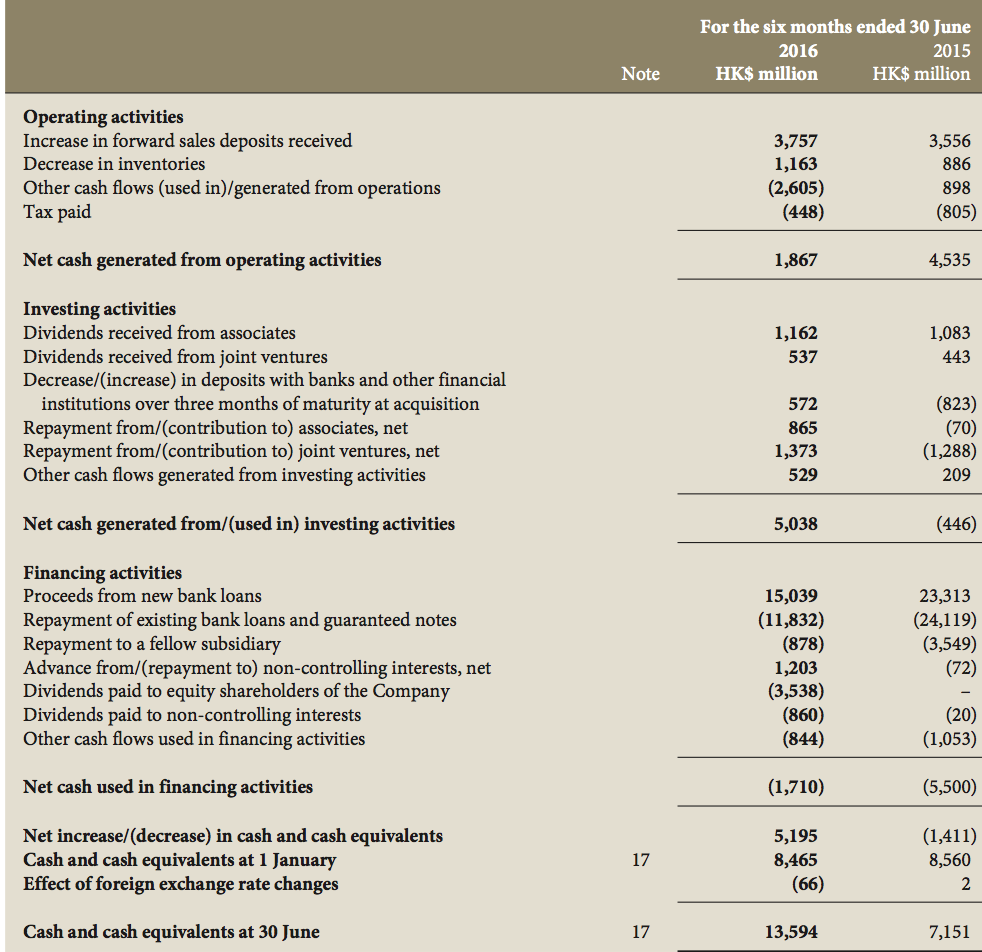 For the six months ended 30 June
2016 2015
Note HK$ million HK$ million
Operating activities
Increase in forward sales deposits received 3,757 3,556
Decrease in inventories 1,163 886
Other cash flows (used in)/generated from operations (2,605) 898
Tax paid (448) (805)
Net cash generated from operating activities 1,867 4,535
Investing activities
Dividends received from associates 1,162 1,083
Dividends received from joint ventures 537 443
Decrease/(increase) in deposits with banks and other financial
institutions over three months of maturity at acquisition 572 (823)
Repayment from/(contribution to) associates, net 865 (70)
Repayment from/(contribution to) joint ventures, net 1,373 (1,288)
Other cash flows generated from investing activities 529 209
Net cash generated from/(used in) investing activities 5,038 (446)
Financing activities
Proceeds from new bank loans 15,039 23,313
Repayment of existing bank loans and guaranteed notes (11,832) (24,119)
Repayment to a fellow subsidiary (878) (3,549)
Advance from/(repayment to) non-controlling interests, net 1,203 (72)
Dividends paid to equity shareholders of the Company (3,538) –
Dividends paid to non-controlling interests (860) (20)
Other cash flows used in financing activities (844) (1,053)
Net cash used in financing activities (1,710) (5,500)
Net increase/(decrease) in cash and cash equivalents 5,195 (1,411)
Cash and cash equivalents at 1 January 17 8,465 8,560
Effect of foreign exchange rate changes (66) 2
Cash and cash equivalents at 30 June 17 13,594 7,151